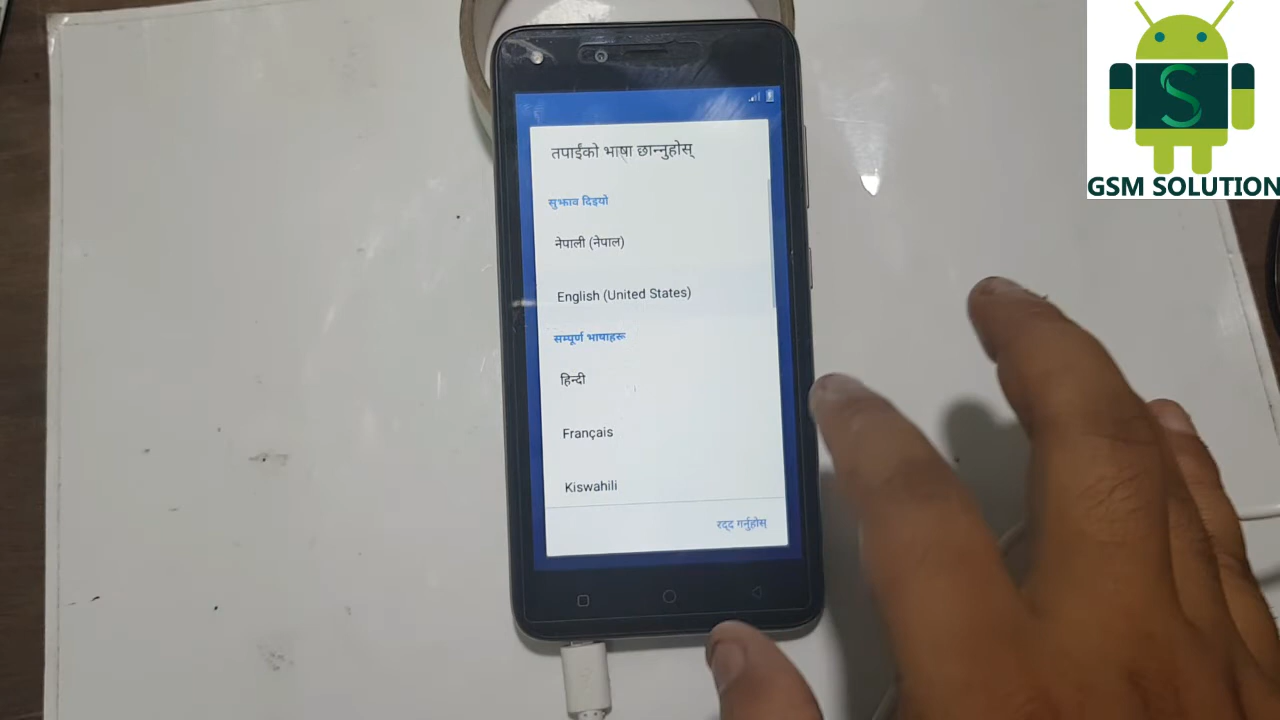 तपाईंको भाषा छान्नुहोस्
सुझाव दिइयो
नेपाली (नेपाल)
English (United States)
सम्पूर्ण भाषाहरू
हिन्दी
Français
Kiswahili
रद्द गर्नुहोस्
S
GSM SOLUTION